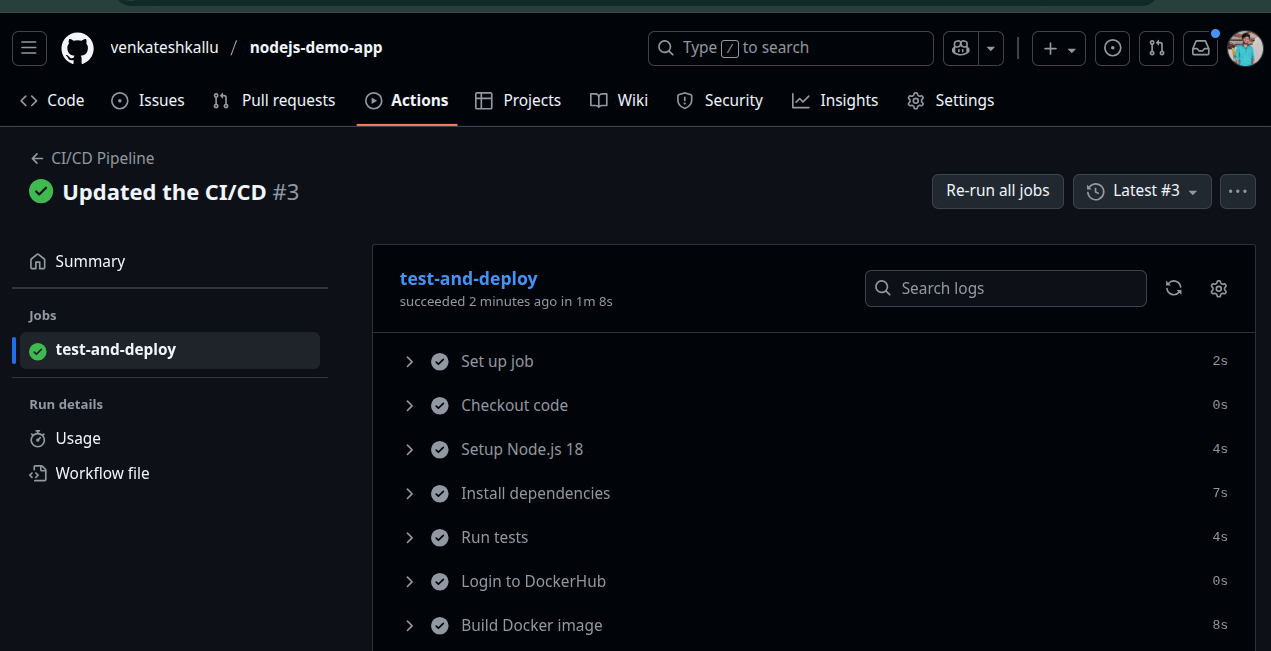 venkateshkallu / nodejs-demo-app
Type / to search
Code Issues Pull requests Actions Projects Wiki Security Insights Settings
CI/CD Pipeline
Updated the CI/CD #3
Re-run all jobs Latest #3
Summary
Jobs
test-and-deploy
Run details
Usage
Workflow file
test-and-deploy
succeeded 2 minutes ago in 1m 8s
Search logs
Set up job 2s
Checkout code 0s
Setup Node.js 18 4s
Install dependencies 7s
Run tests 4s
Login to DockerHub 0s
Build Docker image 8s